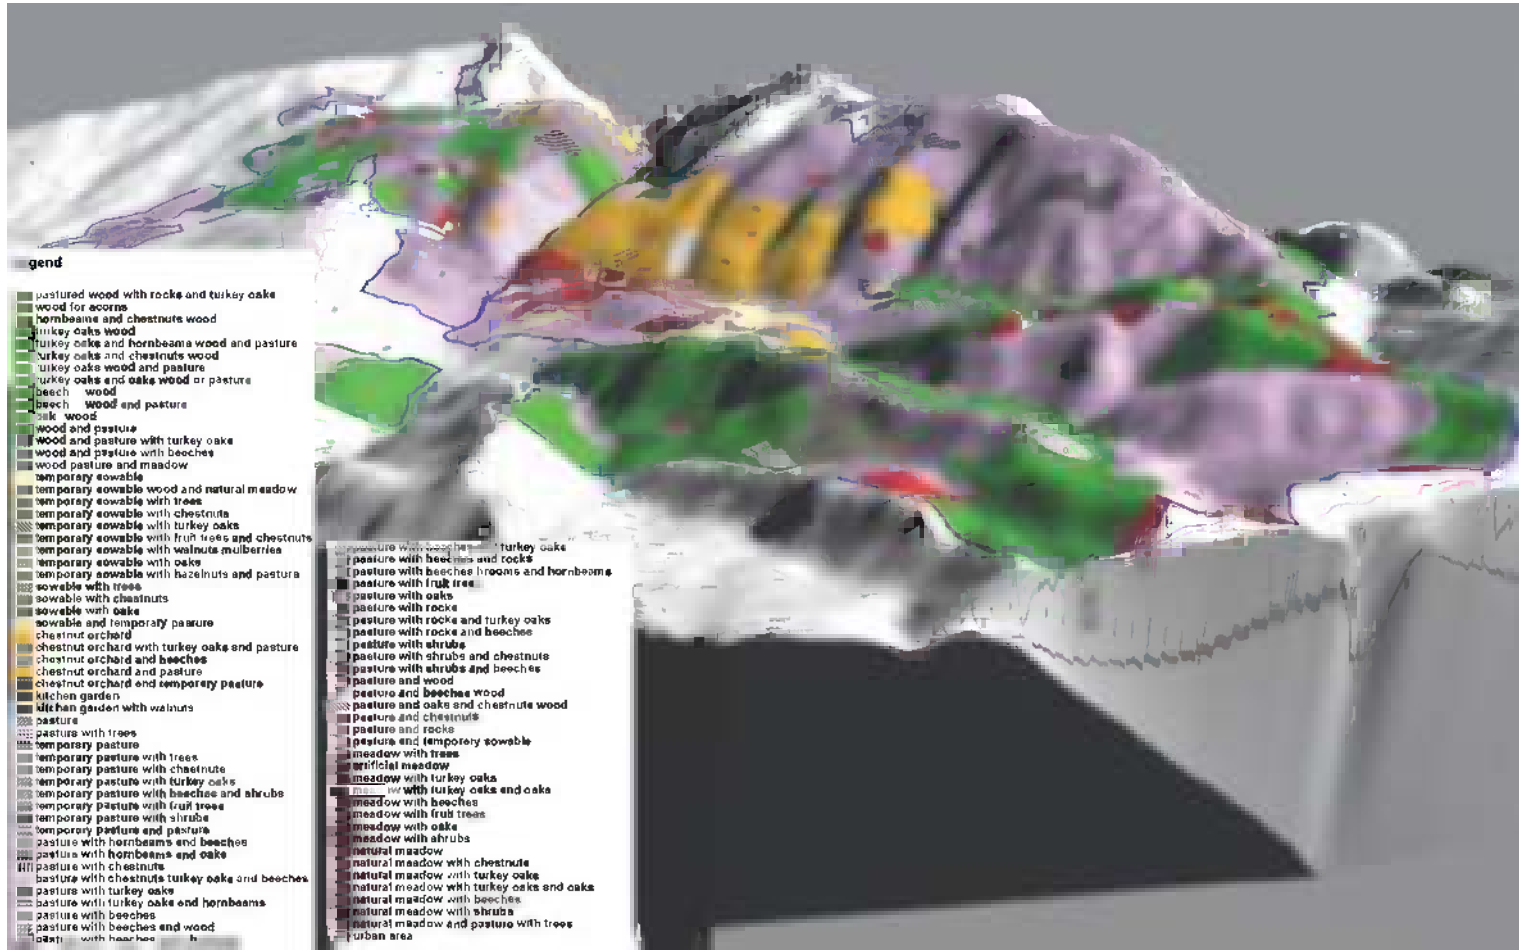 gend
pastured wood with rocks and turkey oaks
wood for acorns
hornbeams and chestnuts wood
turkey oaks wood
turkey oaks and hornbeams wood and pasture
turkey oaks and chestnuts wood
turkey oaks wood and pasture
turkey oaks and oaks wood or pasture
beech wood
beech wood and pasture
oak wood
wood and pasture
wood and pasture with turkey oaks
wood and pasture with beeches
wood pasture and meadow
temporary sowable
temporary sowable wood and natural meadow
temporary sowable with trees
temporary sowable with chestnuts
temporary sowable with turkey oaks
temporary sowable with fruit trees and chestnuts
temporary sowable with walnuts mulberries
temporary sowable with oaks
temporary sowable with hazelnuts and pasture
sowable with trees
sowable with chestnuts
sowable with oaks
sowable and temporary pasture
chestnut orchard
chestnut orchard with turkey oaks and pasture
chestnut orchard and beeches
chestnut orchard and pasture
chestnut orchard and temporary pasture
kitchen garden
kitchen garden with walnuts
pasture
pasture with trees
temporary pasture
temporary pasture with trees
temporary pasture with chestnuts
temporary pasture with turkey oaks
temporary pasture with beeches and shrubs
temporary pasture with fruit trees
temporary pasture with shrubs
temporary pasture and pasture
pasture with hornbeams and beeches
pasture with hornbeams and oaks
pasture with chestnuts
pasture with chestnuts turkey oaks and beeches
pasture with turkey oaks
pasture with turkey oaks and hornbeams
pasture with beeches
pasture with beeches and wood
pasture with beeches
pasture with beeches turkey oaks
pasture with beeches and rocks
pasture with beeches brooms and hornbeams
pasture with fruit trees
pasture with oaks
pasture with rocks
pasture with rocks and turkey oaks
pasture with rocks and beeches
pasture with shrubs
pasture with shrubs and chestnuts
pasture with shrubs and beeches
pasture and wood
pasture and beeches wood
pasture and oaks and chestnuts wood
pasture and chestnuts
pasture and rocks
pasture and temporary sowable
meadow with trees
artificial meadow
meadow with turkey oaks
meadow with turkey oaks and oaks
meadow with beeches
meadow with fruit trees
meadow with oaks
meadow with shrubs
natural meadow
natural meadow with chestnuts
natural meadow with turkey oaks
natural meadow with turkey oaks and oaks
natural meadow with beeches
natural meadow with shrubs
natural meadow and pasture with trees
urban area